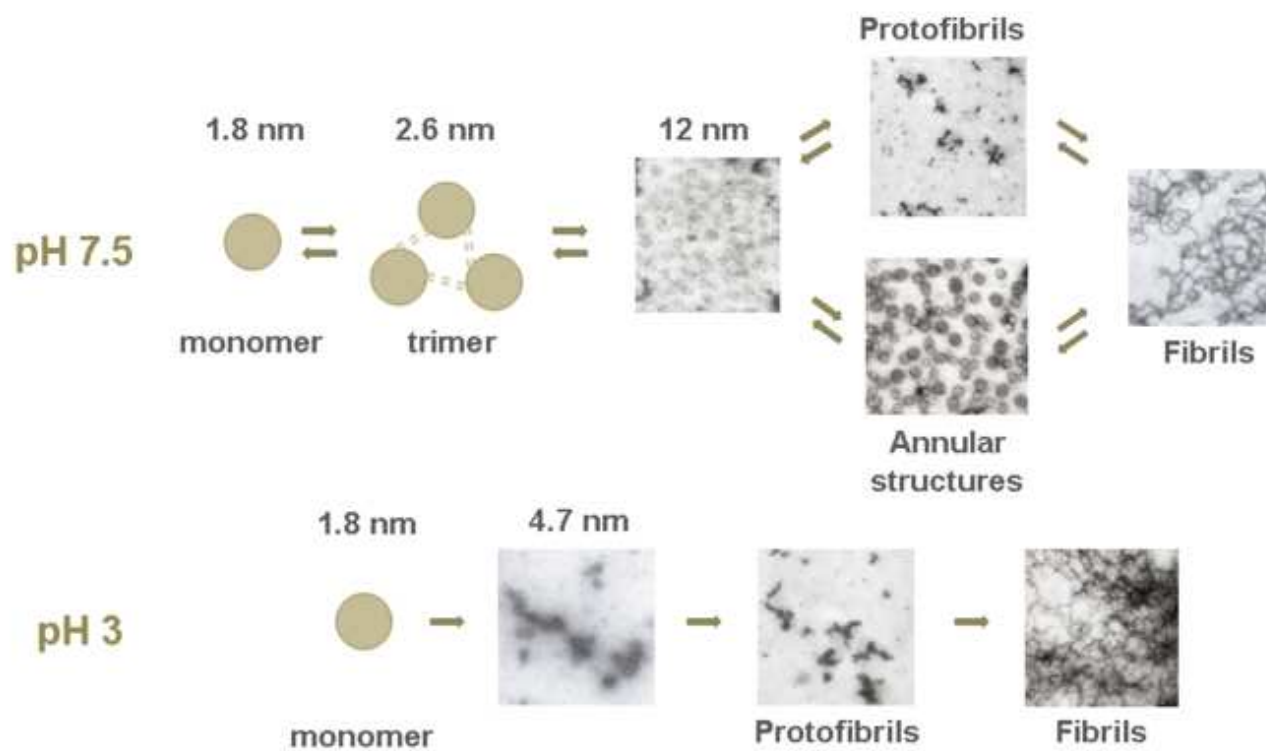 Protofibrils
1.8 nm
2.6 nm
12 nm
pH 7.5
monomer
trimer
Fibrils
Annular
structures
1.8 nm
4.7 nm
pH 3
monomer
Protofibrils
Fibrils